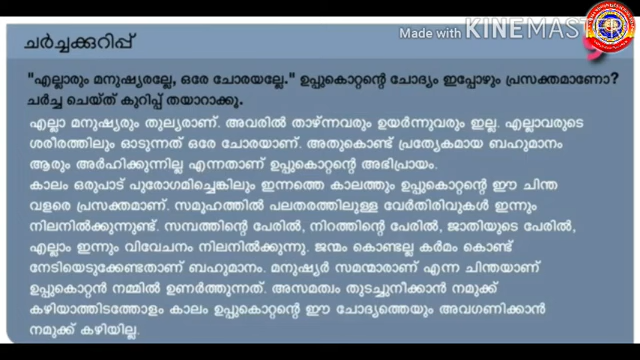 Made with KINEMASTER
ചർച്ചക്കുറിപ്പ്
"എല്ലാരും മനുഷ്യരല്ലേ, ഒരേ ചോരയല്ലേ." ഉപ്പുകൊറ്റന്റെ ചോദ്യം ഇപ്പോഴും പ്രസക്തമാണോ?
ചർച്ച ചെയ്ത് കുറിപ്പ് തയാറാക്കൂ.
എല്ലാ മനുഷ്യരും തുല്യരാണ്. അവരിൽ താഴ്ന്നവരും ഉയർന്നുവരും ഇല്ല. എല്ലാവരുടെ
ശരീരത്തിലും ഓടുന്നത് ഒരേ ചോരയാണ്. അതുകൊണ്ട് പ്രത്യേകമായ ബഹുമാനം
ആരും അർഹിക്കുന്നില്ല എന്നതാണ് ഉപ്പുകൊറ്റന്റെ അഭിപ്രായം.
കാലം ഒരുപാട് പുരോഗമിച്ചെങ്കിലും ഇന്നത്തെ കാലത്തും ഉപ്പുകൊറ്റന്റെ ഈ ചിന്ത
വളരെ പ്രസക്തമാണ്. സമൂഹത്തിൽ പലതരത്തിലുള്ള വേർതിരിവുകൾ ഇന്നും
നിലനിൽക്കുന്നുണ്ട്. സമ്പത്തിന്റെ പേരിൽ, നിറത്തിന്റെ പേരിൽ, ജാതിയുടെ പേരിൽ,
എല്ലാം ഇന്നും വിവേചനം നിലനിൽക്കുന്നു. ജന്മം കൊണ്ടല്ല കർമം കൊണ്ട്
നേടിയെടുക്കേണ്ടതാണ് ബഹുമാനം. മനുഷ്യർ സമന്മാരാണ് എന്ന ചിന്തയാണ്
ഉപ്പുകൊറ്റൻ നമ്മിൽ ഉണർത്തുന്നത്. അസമത്വം തുടച്ചുനീക്കാൻ നമുക്ക്
കഴിയാത്തിടത്തോളം കാലം ഉപ്പുകൊറ്റന്റെ ഈ ചോദ്യത്തെയും അവഗണിക്കാൻ
നമുക്ക് കഴിയില്ല.